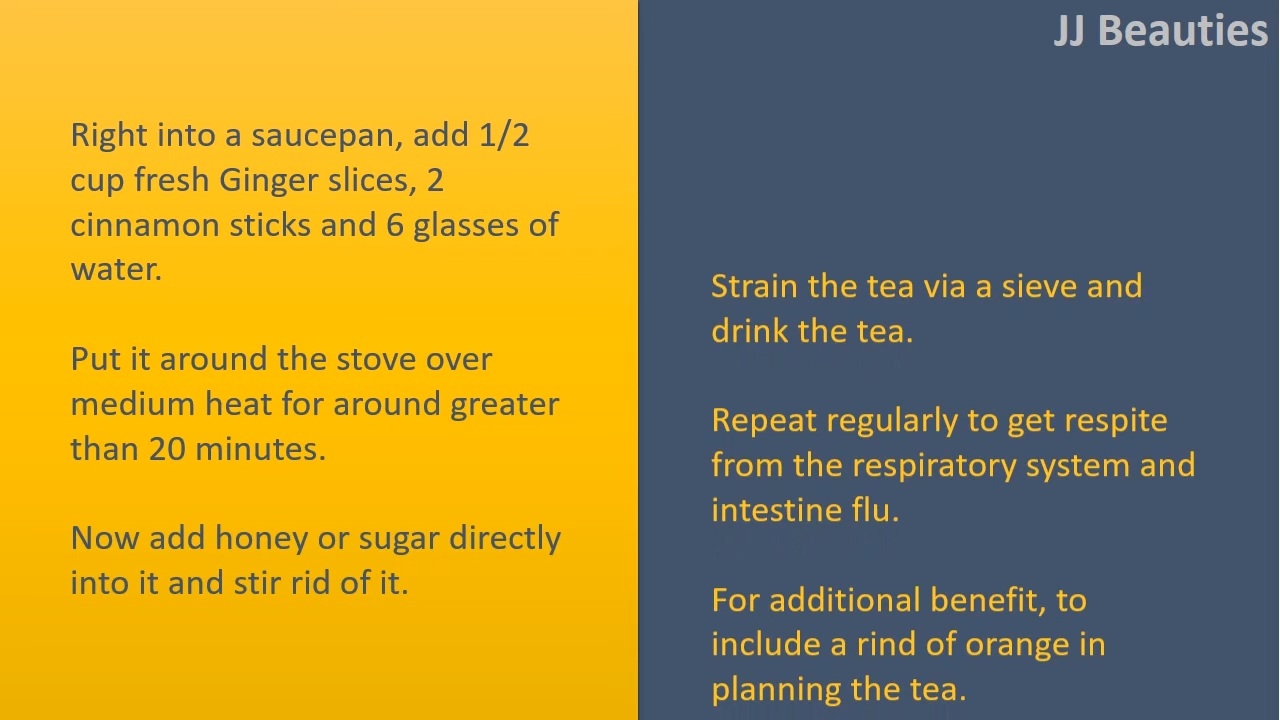 JJ Beauties
Right into a saucepan, add 1/2
cup fresh Ginger slices, 2
cinnamon sticks and 6 glasses of
water.
Put it around the stove over
medium heat for around greater
than 20 minutes.
Now add honey or sugar directly
into it and stir rid of it.
Strain the tea via a sieve and
drink the tea.
Repeat regularly to get respite
from the respiratory system and
intestine flu.
For additional benefit, to
include a rind of orange in
planning the tea.